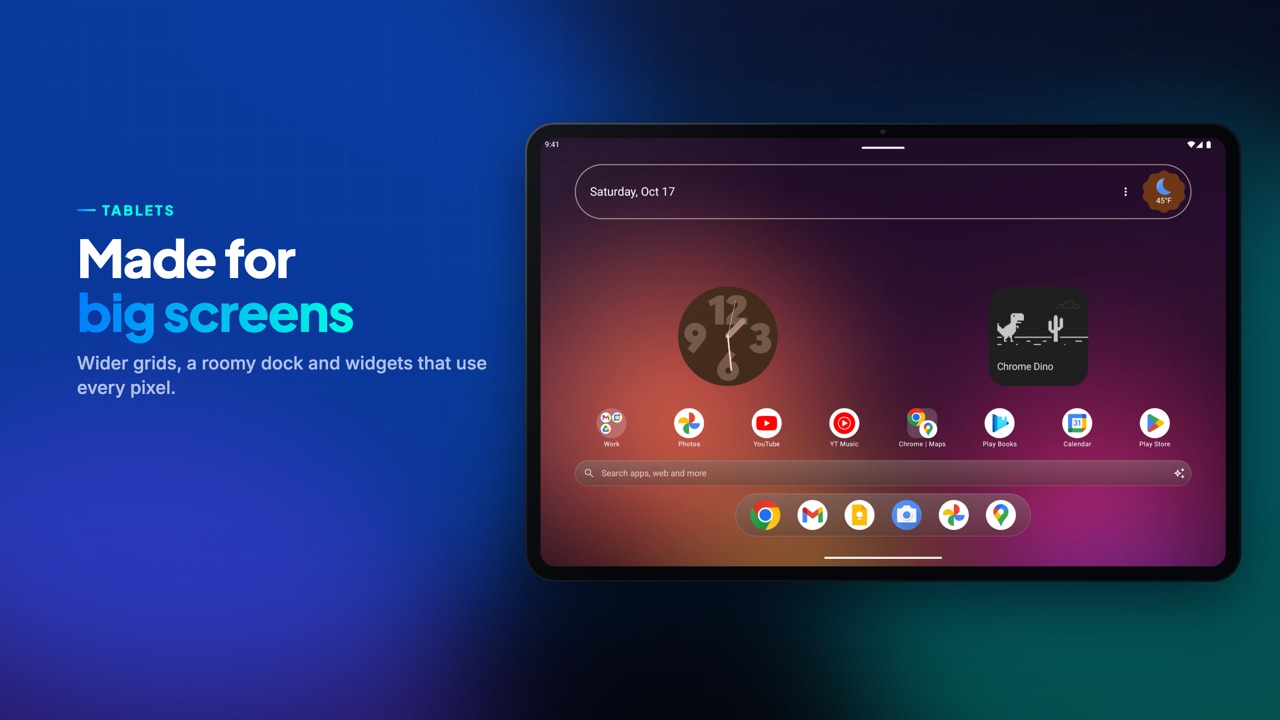 TABLETS
Made for
big screens
Wider grids, a roomy dock and widgets that use
every pixel.
9:41
Saturday, Oct 17
45°F
12
9
3
6
Chrome Dino
31
Work
Photos
YouTube
YT Music
Chrome | Maps
Play Books
Calendar
Play Store
Search apps, web and more